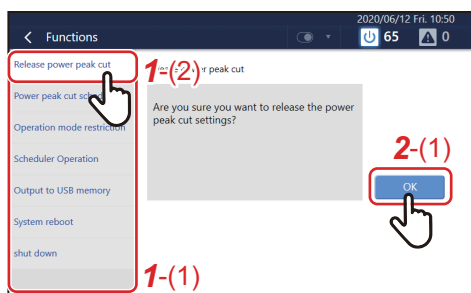 2020/06/12 Fri. 10:50
Functions
65
0
Release power peak cut
1-(2)
power peak cut
Power peak cut
Are you sure you want to release the power
peak cut settings?
Operation mode restriction
2-(1)
Scheduler Operation
Output to USB memory
OK
System reboot
shut down
1-(1)